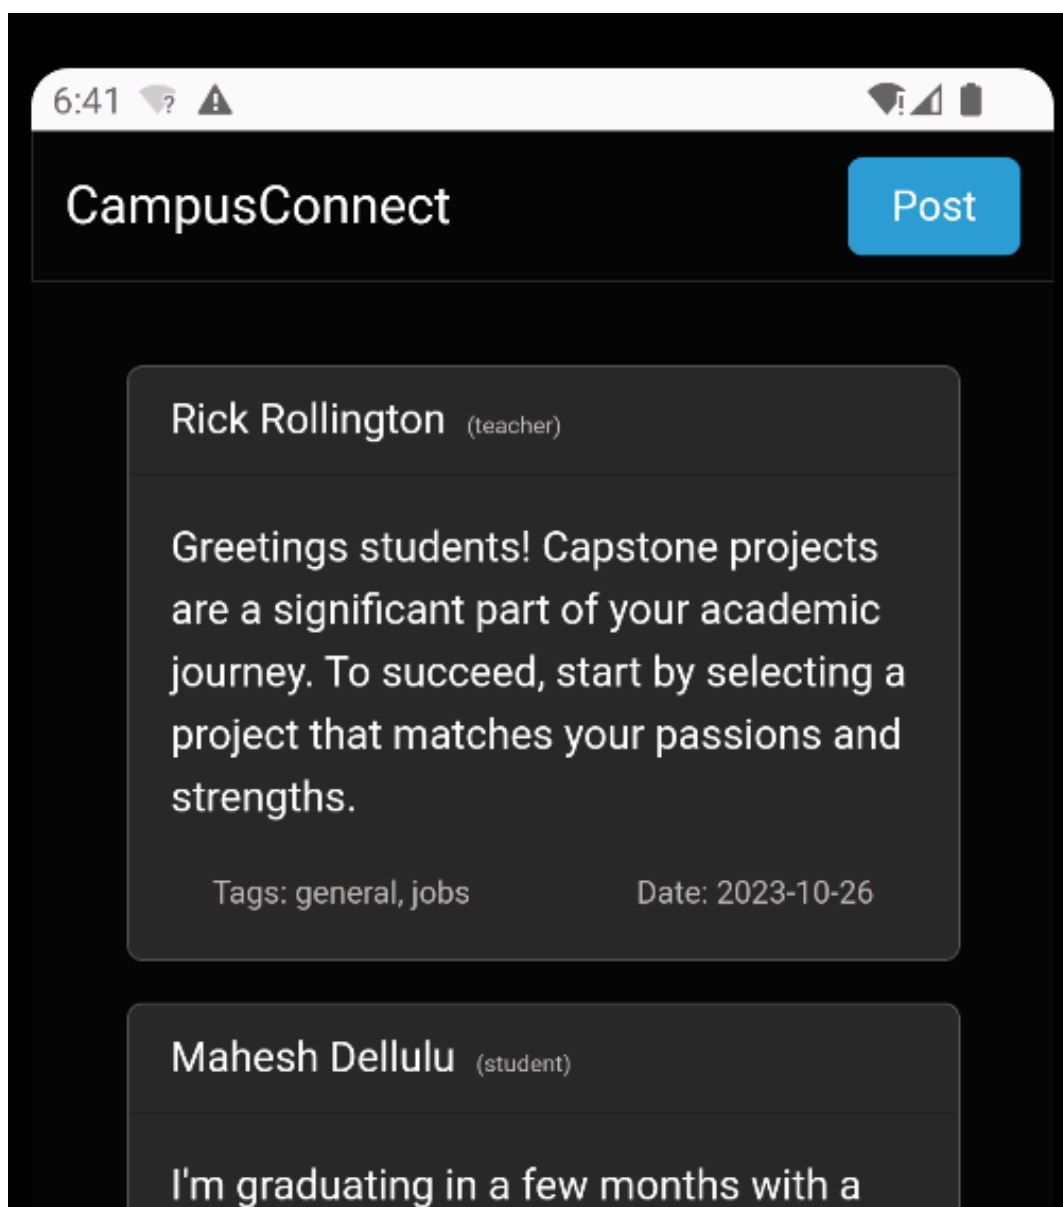 6:41
CampusConnect
Post
Rick Rollington (teacher)
Greetings students! Capstone projects
are a significant part of your academic
journey. To succeed, start by selecting a
project that matches your passions and
strengths.
Tags: general, jobs
Date: 2023-10-26
Mahesh Dellulu (student)
I'm graduating in a few months with a